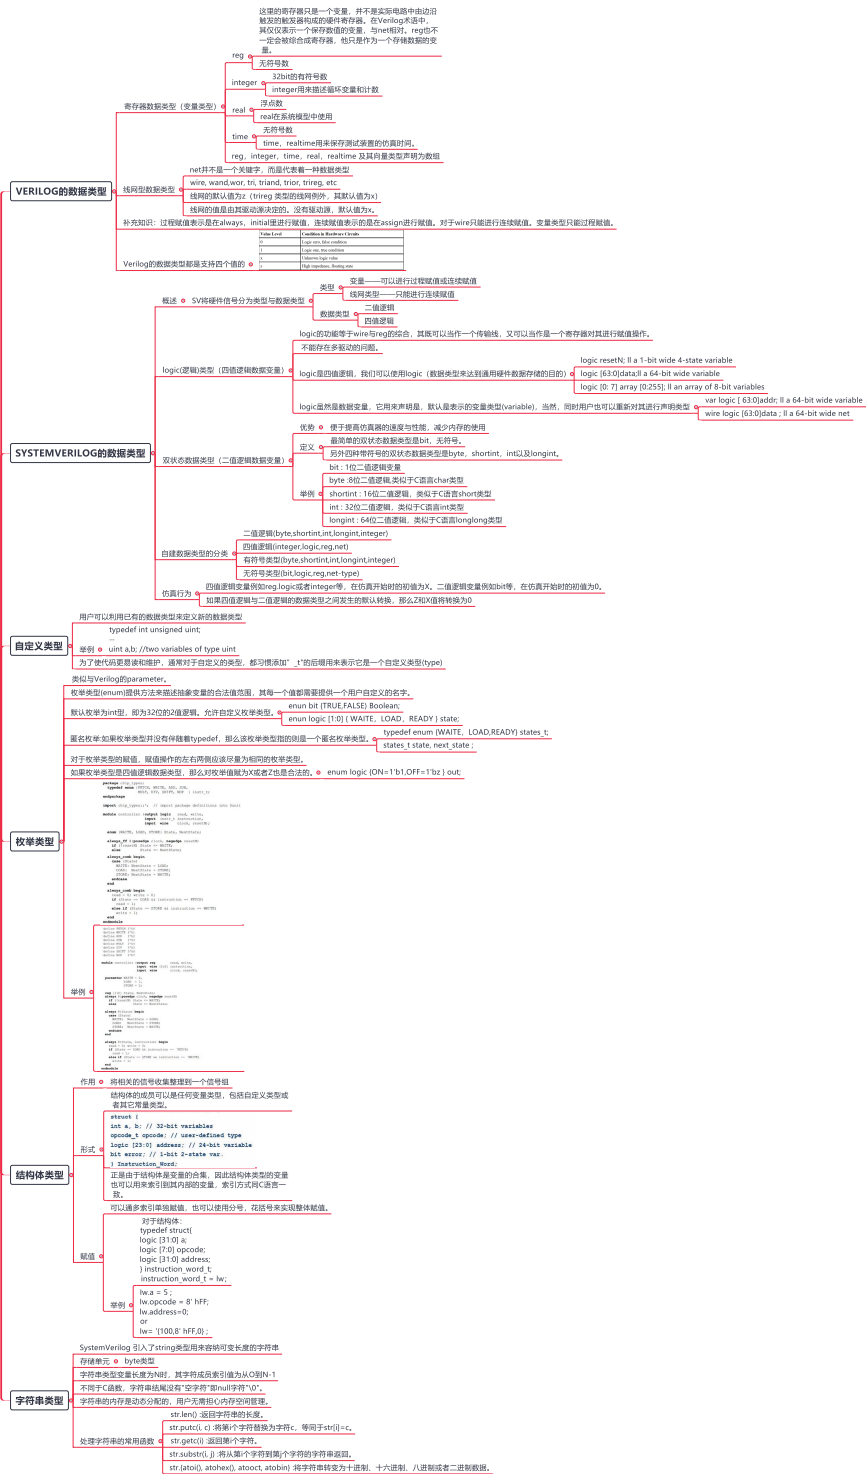 VERILOG的数据类型
寄存器数据类型（变量类型）
reg
这里的寄存器只是一个变量，并不是实际电路中由边沿
触发的触发器构成的硬件寄存器。在Verilog术语中，
其仅仅表示一个保存数值的变量，与net相对。reg也不
一定会被综合成寄存器，他只是作为一个存储数据的变
量。
无符号数
integer
32bit的有符号数
integer用来描述循环变量和计数
real
浮点数
real在系统模型中使用
time
无符号数
time，realtime用来保存测试装置的仿真时间。
reg，integer，time，real，realtime 及其向量类型声明为数组
线网型数据类型
net并不是一个关键字，而是代表着一种数据类型
wire, wand,wor, tri, triand, trior, trireg, etc
线网的默认值为z（trireg 类型的线网例外，其默认值为x）
线网的值是由其驱动源决定的。没有驱动源，默认值为x。
补充知识：过程赋值表示是在always，initial里进行赋值，连续赋值表示的是在assign进行赋值。对于wire只能进行连续赋值。变量类型只能过程赋值。
Verilog的数据类型都是支持四个值的
Value Level Condition in Hardware Circuits
0 Logic zero, false condition
1 Logic one, true condition
x Unknown logic value
z High impedance, floating state
SYSTEMVERILOG的数据类型
概述
SV将硬件信号分为类型与数据类型
类型
变量——可以进行过程赋值或连续赋值
线网类型——只能进行连续赋值
数据类型
二值逻辑
四值逻辑
logic(逻辑)类型（四值逻辑数据变量）
logic的功能等于wire与reg的综合，其既可以当作一个传输线，又可以当作是一个寄存器对其进行赋值操作。
不能存在多驱动的问题。
logic是四值逻辑，我们可以使用logic（数据类型来达到通用硬件数据存储的目的）
logic resetN; ll a 1-bit wide 4-state variable
logic [63:0]data;ll a 64-bit wide variable
logic [0: 7] array [0:255]; ll an array of 8-bit variables
logic虽然是数据变量，它用来声明是，默认是表示的变量类型(variable)，当然，同时用户也可以重新对其进行声明类型
var logic [ 63:0]addr; ll a 64-bit wide variable
wire logic [63:0]data ; ll a 64-bit wide net
双状态数据类型（二值逻辑数据变量）
优势
便于提高仿真器的速度与性能，减少内存的使用
定义
最简单的双状态数据类型是bit，无符号。
另外四种带符号的双状态数据类型是byte，shortint，int以及longint。
举例
bit : 1位二值逻辑变量
byte :8位二值逻辑,类似于C语言char类型
shortint : 16位二值逻辑，类似于C语言short类型
int : 32位二值逻辑，类似于C语言int类型
longint : 64位二值逻辑，类似于C语言longlong类型
自建数据类型的分类
二值逻辑(byte,shortint,int,longint,integer)
四值逻辑(integer,logic,reg,net)
有符号类型(byte,shortint,int,longint,integer)
无符号类型(bit,logic,reg,net-type)
仿真行为
四值逻辑变量例如reg.logic或者integer等，在仿真开始时的初值为X。二值逻辑变量例如bit等，在仿真开始时的初值为0。
如果四值逻辑与二值逻辑的数据类型之间发生的默认转换，那么Z和X值将转换为0
自定义类型
用户可以利用已有的数据类型来定义新的数据类型
举例
typedef int unsigned uint;
...
uint a,b; //two variables of type uint
为了使代码更易读和维护，通常对于自定义的类型，都习惯添加”_t"的后缀用来表示它是一个自定义类型(type)
枚举类型
类似与Verilog的parameter。
枚举类型(enum)提供方法来描述抽象变量的合法值范围，其每一个值都需要提供一个用户自定义的名字。
默认枚举为int型，即为32位的2值逻辑。允许自定义枚举类型。
enun bit (TRUE,FALSE) Boolean;
enun logic [1:0] ( WAITE，LOAD，READY ) state;
匿名枚举:如果枚举类型并没有伴随着typedef，那么该枚举类型指的则是一个匿名枚举类型。
typedef enum (WAITE，LOAD,READY) states_t;
states_t state, next_state ;
对于枚举类型的赋值，赋值操作的左右两侧应该尽量为相同的枚举类型。
如果枚举类型是四值逻辑数据类型，那么对枚举值赋为X或者Z也是合法的。
enum logic (ON=1'b1,OFF=1'bz } out;
举例
结构体类型
作用
将相关的信号收集整理到一个信号组
形式
结构体的成员可以是任何变量类型，包括自定义类型或
者其它常量类型。
struct {
int a, b; // 32-bit variables
opcode_t opcode; // user-defined type
logic [23:0] address; // 24-bit variable
bit error; // 1-bit 2-state var.
} Instruction_Word;
正是由于结构体是变量的合集，因此结构体类型的变量
也可以用来索引到其内部的变量，索引方式同C语言一
致。
赋值
可以通多索引单独赋值，也可以使用分号，花括号来实现整体赋值。
举例
对于结构体：
typedef struct(
logic [31:0] a;
logic [7:0] opcode;
logic [31:0] address;
} instruction_word_t;
instruction_word_t = lw;
lw.a = 5 ;
lw.opcode = 8' hFF;
lw.address=0;
or
lw= '(100,8' hFF,0) ;
字符串类型
SystemVerilog 引入了string类型用来容纳可变长度的字符串
存储单元
byte类型
字符串类型变量长度为N时，其字符成员索引值为从O到N-1
不同于C函数，字符串结尾没有"空字符"即null字符"\0"。
字符串的内存是动态分配的，用户无需担心内存空间管理。
处理字符串的常用函数
str.len() :返回字符串的长度。
str.putc(i, c) :将第i个字符替换为字符c，等同于str[i]=c。
str.getc(i) :返回第i个字符。
str.substr(i, j) :将从第i个字符到第j个字符的字符串返回。
str.(atoi(), atohex(), atooct, atobin) :将字符串转变为十进制，十六进制、八进制或者二进制数据。